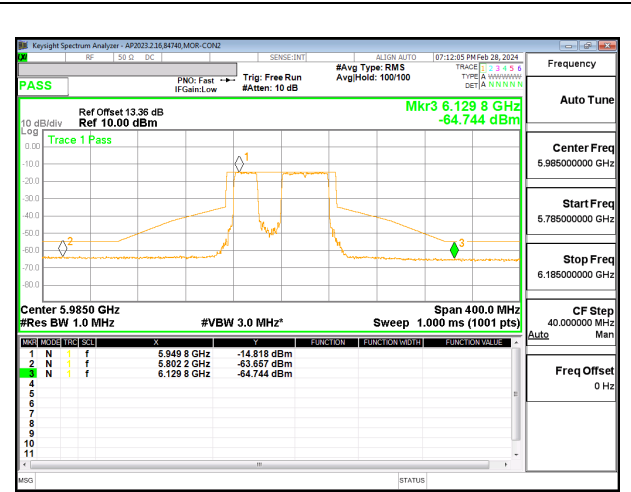 Keysight Spectrum Analyzer - AP2023.2.16,84740,MOR-CON2
RF 50 Ω DC SENSE:INT ALIGN AUTO 07:12:05 PM Feb 28, 2024
PASS
PNO: Fast
IFGain:Low
Trig: Free Run
#Atten: 10 dB
#Avg Type: RMS
Avg|Hold: 100/100
TRACE 1 2 3 4 5 6
TYPE A WWWWW
DET A N N N N N
Ref Offset 13.36 dB
Ref 10.00 dBm
10 dB/div
Log
Mkr3 6.129 8 GHz
-64.744 dBm
Trace 1 Pass
0.00
-10.0
-20.0
-30.0
-40.0
-50.0
-60.0
-70.0
-80.0
1
2
3
Center 5.9850 GHz
#Res BW 1.0 MHz
#VBW 3.0 MHz*
Span 400.0 MHz
Sweep 1.000 ms (1001 pts)
MKR MODE TRC SCL X Y FUNCTION FUNCTION WIDTH FUNCTION VALUE
1 N 1 f 5.949 8 GHz -14.818 dBm
2 N 1 f 5.802 2 GHz -63.657 dBm
3 N 1 f 6.129 8 GHz -64.744 dBm
4
5
6
7
8
9
10
11
MSG
STATUS
Frequency
Auto Tune
Center Freq
5.985000000 GHz
Start Freq
5.785000000 GHz
Stop Freq
6.185000000 GHz
CF Step
40.000000 MHz
Auto Man
Freq Offset
0 Hz